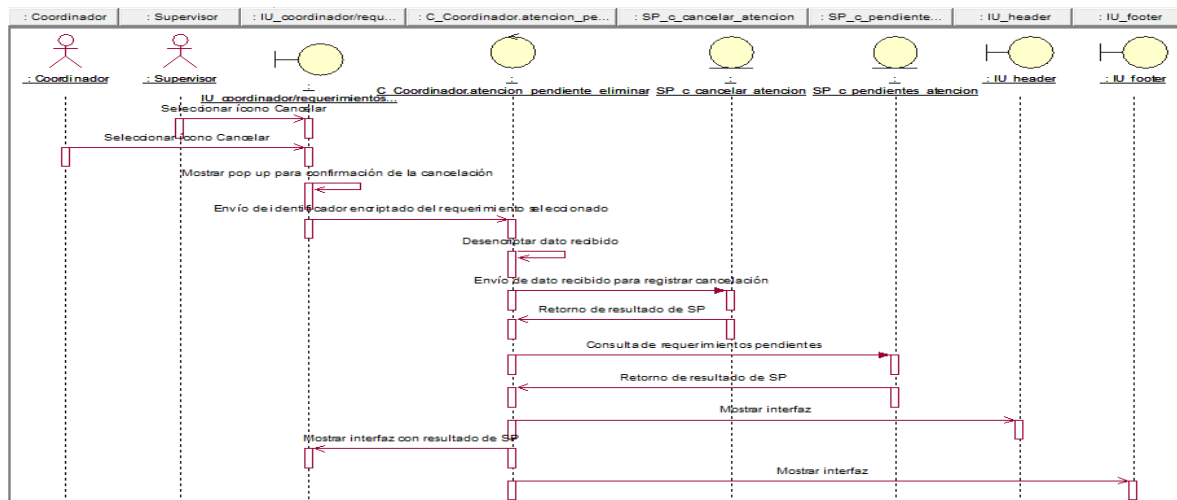 : Coordinador
: Supervisor
: IU_coordinador/requ...
: C_Coordinador.atencion_pe...
: SP_c_cancelar_atencion
: SP_c_pendiente...
: IU_header
: IU_footer
: Coordinador
: Supervisor
:
IU_coordinador/requerimientos...
:
C_Coordinador.atencion_pendiente_eliminar
:
SP_c_cancelar_atencion
:
SP_c_pendientes_atencion
: IU_header
: IU_footer
Seleccionar ícono Cancelar
Seleccionar ícono Cancelar
Mostrar pop up para confirmación de la cancelación
Envío de identificador encriptado del requerimiento seleccionado
Desencriptar dato recibido
Envío de dato recibido para registrar cancelación
Retorno de resultado de SP
Consulta de requerimientos pendientes
Retorno de resultado de SP
Mostrar interfaz
Mostrar interfaz con resultado de SP
Mostrar interfaz